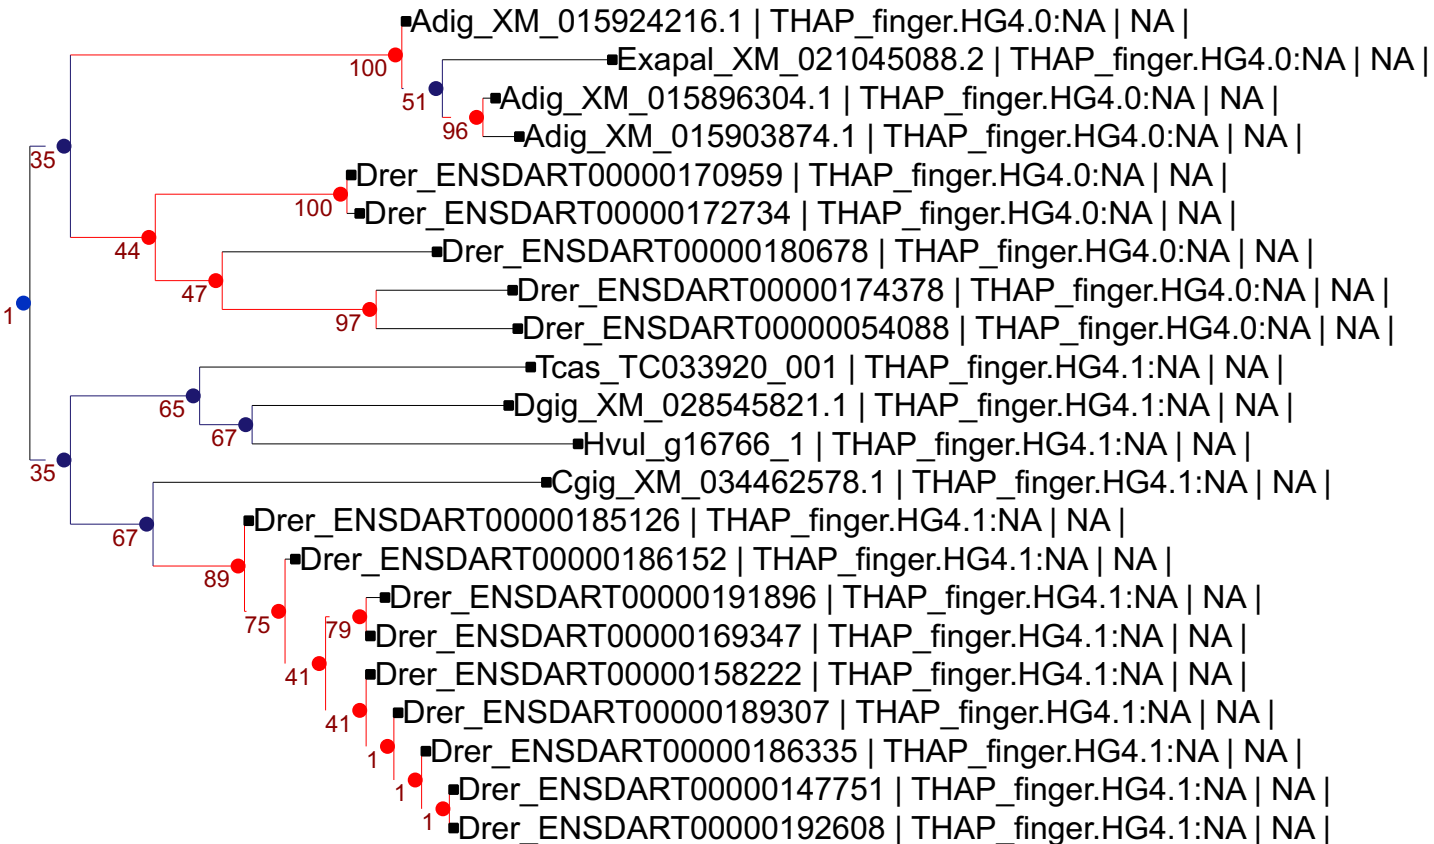 Adig_XM_015924216.1 | THAP_finger.HG4.0:NA | NA |
100
Exapal_XM_021045088.2 | THAP_finger.HG4.0:NA | NA |
51
Adig_XM_015896304.1 | THAP_finger.HG4.0:NA | NA |
96
Adig_XM_015903874.1 | THAP_finger.HG4.0:NA | NA |
35
Drer_ENSDART00000170959 | THAP_finger.HG4.0:NA | NA |
100
Drer_ENSDART00000172734 | THAP_finger.HG4.0:NA | NA |
44
Drer_ENSDART00000180678 | THAP_finger.HG4.0:NA | NA |
47
Drer_ENSDART00000174378 | THAP_finger.HG4.0:NA | NA |
1
97
Drer_ENSDART00000054088 | THAP_finger.HG4.0:NA | NA |
Tcas_TC033920_001 | THAP_finger.HG4.1:NA | NA |
65
Dgig_XM_028545821.1 | THAP_finger.HG4.1:NA | NA |
67
Hvul_g16766_1 | THAP_finger.HG4.1:NA | NA |
35
Cgig_XM_034462578.1 | THAP_finger.HG4.1:NA | NA |
Drer_ENSDART00000185126 | THAP_finger.HG4.1:NA | NA |
67
Drer_ENSDART00000186152 | THAP_finger.HG4.1:NA | NA |
89
Drer_ENSDART00000191896 | THAP_finger.HG4.1:NA | NA |
75
79
Drer_ENSDART00000169347 | THAP_finger.HG4.1:NA | NA |
41
Drer_ENSDART00000158222 | THAP_finger.HG4.1:NA | NA |
41
Drer_ENSDART00000189307 | THAP_finger.HG4.1:NA | NA |
1
Drer_ENSDART00000186335 | THAP_finger.HG4.1:NA | NA |
1
Drer_ENSDART00000147751 | THAP_finger.HG4.1:NA | NA |
1
Drer_ENSDART00000192608 | THAP_finger.HG4.1:NA | NA |